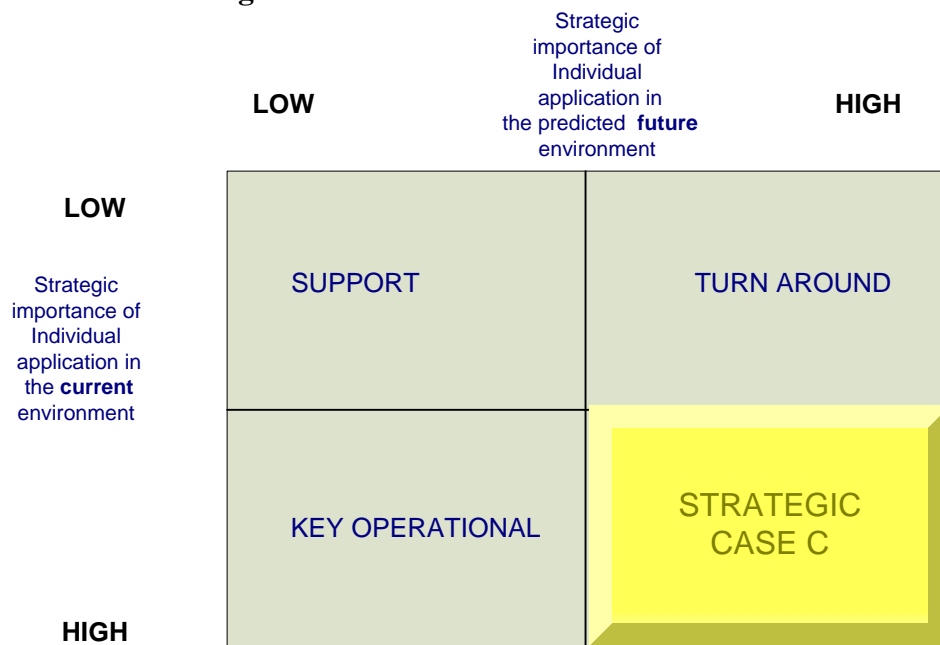 Strategic
importance of
Individual
application in
the predicted future
environment
LOW
HIGH
LOW
Strategic
importance of
Individual
application in
the current
environment
SUPPORT
TURN AROUND
KEY OPERATIONAL
STRATEGIC
CASE C
HIGH